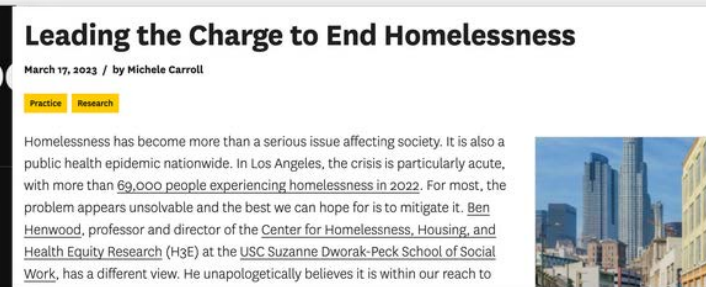 Leading the Charge to End Homelessness
March 17, 2023 / by Michele Carroll
Practice Research
Homelessness has become more than a serious issue affecting society. It is also a
public health epidemic nationwide. In Los Angeles, the crisis is particularly acute,
with more than 69,000 people experiencing homelessness in 2022. For most, the
problem appears unsolvable and the best we can hope for is to mitigate it. Ben
Henwood, professor and director of the Center for Homelessness, Housing, and
Health Equity Research (H3E) at the USC Suzanne Dworak-Peck School of Social
Work, has a different view. He unapologetically believes it is within our reach to